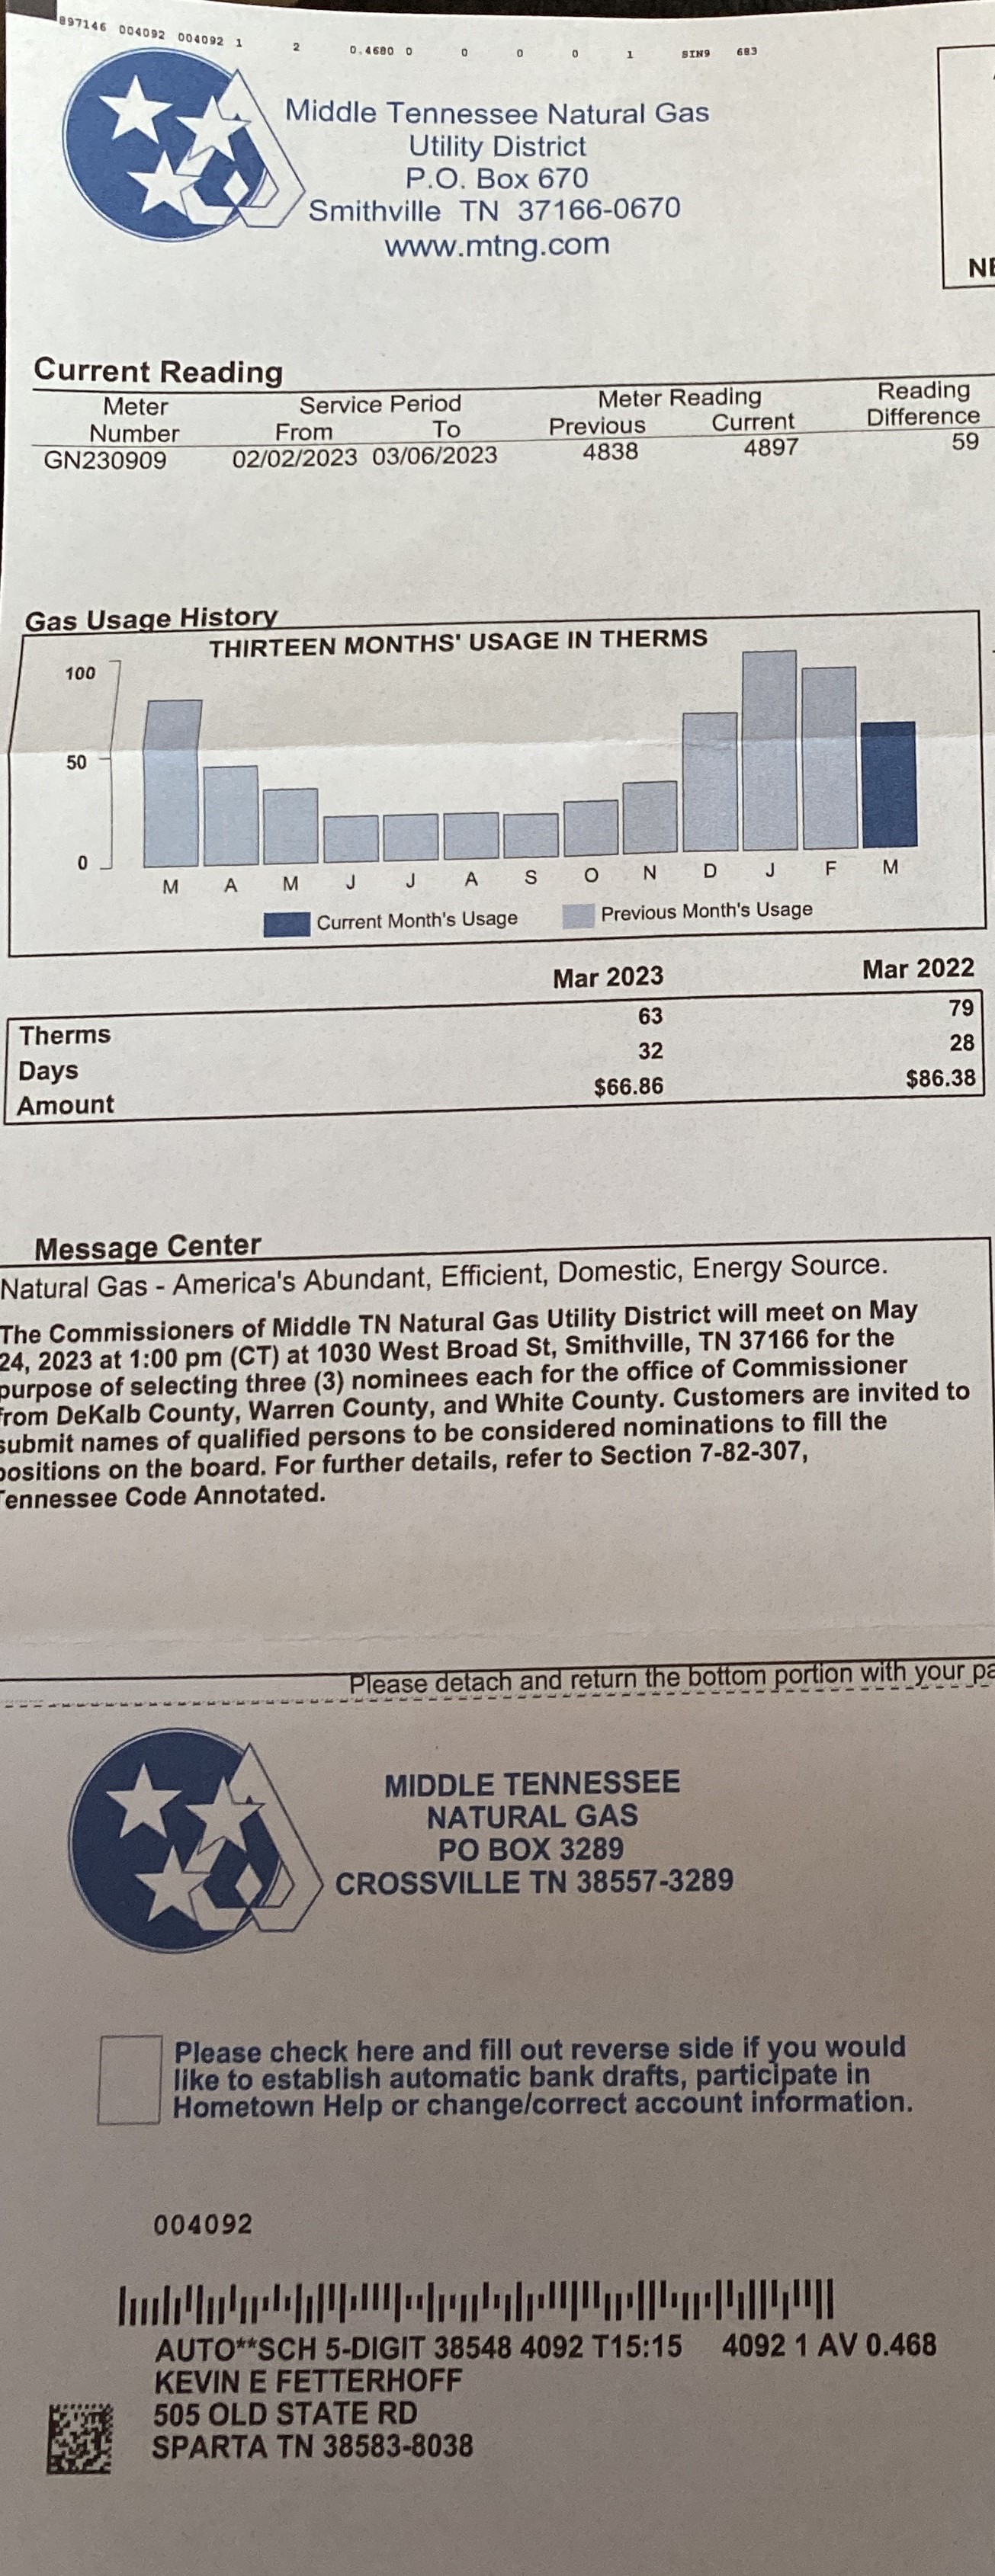 897146 004092 004092 1 2 0.4680 0 0 0 0 1 SIN9 683
Middle Tennessee Natural Gas
Utility District
P.O. Box 670
Smithville TN 37166-0670
www.mtng.com
Current Reading
Meter Service Period Meter Reading Reading
Number From To Previous Current Difference
GN230909 02/02/2023 03/06/2023 4838 4897 59
Gas Usage History
THIRTEEN MONTHS' USAGE IN THERMS
100
50
0
M A M J J A S O N D J F M
Current Month's Usage Previous Month's Usage
Mar 2023 Mar 2022
Therms 63 79
Days 32 28
Amount $66.86 $86.38
Message Center
Natural Gas - America's Abundant, Efficient, Domestic, Energy Source.
The Commissioners of Middle TN Natural Gas Utility District will meet on May
24, 2023 at 1:00 pm (CT) at 1030 West Broad St, Smithville, TN 37166 for the
purpose of selecting three (3) nominees each for the office of Commissioner
from DeKalb County, Warren County, and White County. Customers are invited to
submit names of qualified persons to be considered nominations to fill the
positions on the board. For further details, refer to Section 7-82-307,
Tennessee Code Annotated.
Please detach and return the bottom portion with your
MIDDLE TENNESSEE
NATURAL GAS
PO BOX 3289
CROSSVILLE TN 38557-3289
Please check here and fill out reverse side if you would
like to establish automatic bank drafts, participate in
Hometown Help or change/correct account information.
004092
AUTO**SCH 5-DIGIT 38548 4092 T15:15 4092 1 AV 0.468
KEVIN E FETTERHOFF
505 OLD STATE RD
SPARTA TN 38583-8038